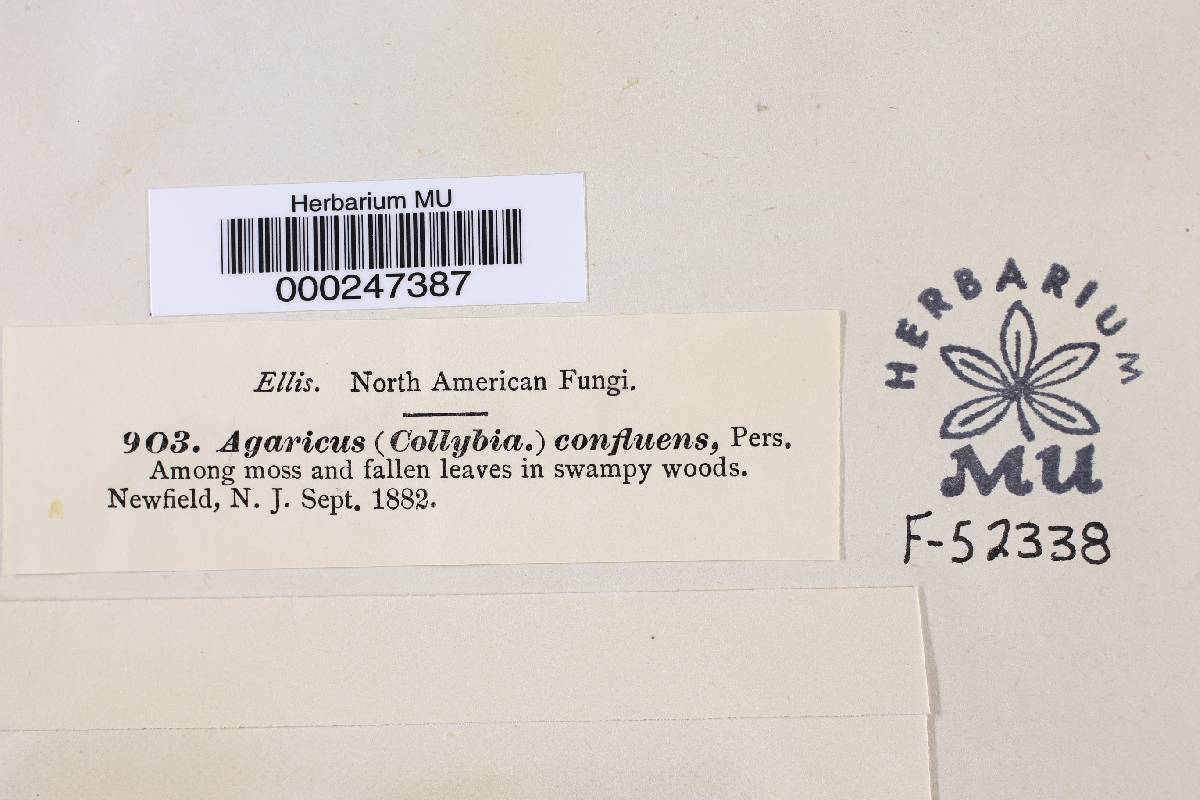 Herbarium MU
000247387
Ellis. North American Fungi.
903. Agaricus (Collybia.) confluens, Pers.
Among moss and fallen leaves in swampy woods.
Newfield, N. J. Sept. 1882.
HERBARIUM
MU
F-52338